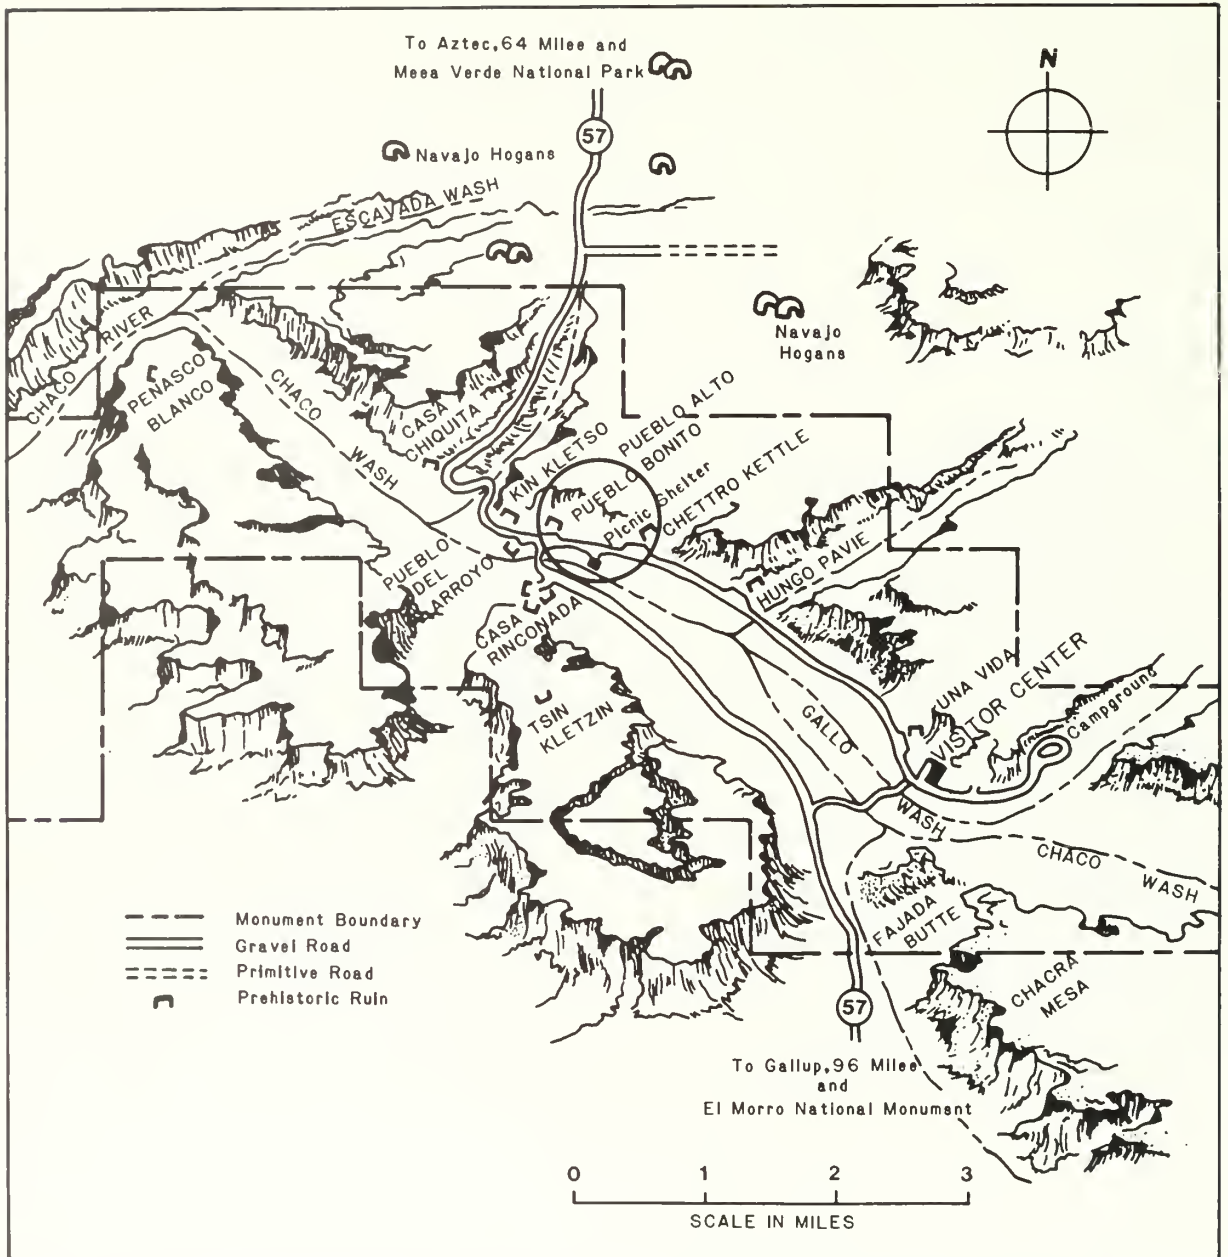 To Aztec, 64 Milee and
Meea Verde National Park
N
57
Navajo Hogans
ESCAVADA WASH
CHACO RIVER
Navajo
Hogans
PENASCO
BLANCO
CHACO
WASH
CASA
CHIQUITA
KIN KLETSO
PUEBLO ALTO
PUEBLO BONITO
Picnic Shelter
CHETTRO KETTLE
PUEBLO
DEL
ARROYO
HUNGO PAVIE
CASA
RINCONADA
TSIN
KLETZIN
GALLO
WASH
UNA VIDA
VISITOR CENTER
Campground
CHACO
WASH
FAJADA
BUTTE
CHACRA
MESA
Monument Boundary
Gravel Road
Primitive Road
Prehistoric Ruin
57
To Gallup, 96 Milee
and
El Morro National Monumant
0 1 2 3
SCALE IN MILES